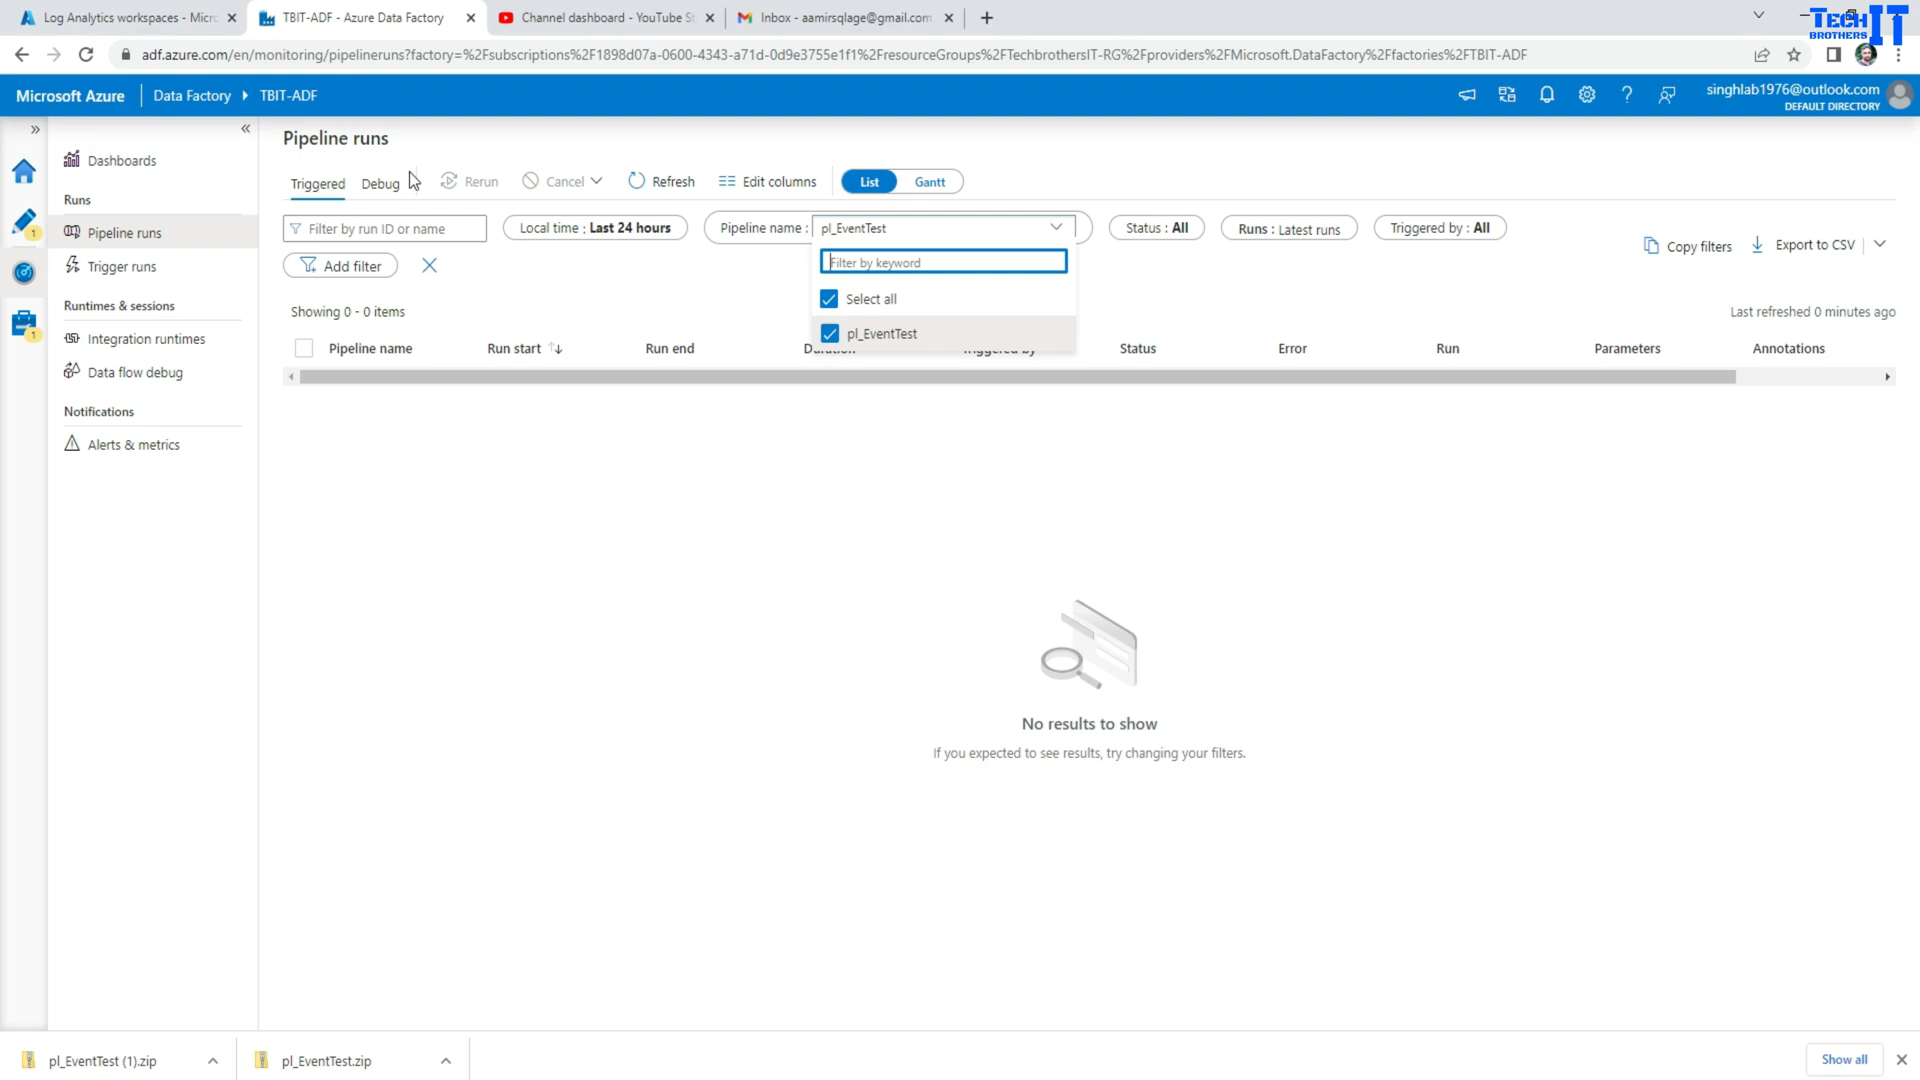 Log Analytics workspaces - Micro
TBIT-ADF - Azure Data Factory
Channel dashboard - YouTube St
Inbox - aamirsqlage@gmail.com
TECH IT
BROTHERS
adf.azure.com/en/monitoring/pipelineruns?factory=%2Fsubscriptions%2F1898d07a-0600-4343-a71d-0d9e3755e1f1%2FresourceGroups%2FTechbrothersIT-RG%2Fproviders%2FMicrosoft.DataFactory%2Ffactories%2FTBIT-ADF
Microsoft Azure
Data Factory
TBIT-ADF
singhlab1976@outlook.com
DEFAULT DIRECTORY
Dashboards
Runs
Pipeline runs
Trigger runs
Runtimes & sessions
Integration runtimes
Data flow debug
Notifications
Alerts & metrics
1
1
Pipeline runs
Triggered
Debug
Rerun
Cancel
Refresh
Edit columns
List
Gantt
Filter by run ID or name
Local time : Last 24 hours
Pipeline name : pl_EventTest
Status : All
Runs : Latest runs
Triggered by : All
Add filter
Copy filters
Export to CSV
Filter by keyword
Select all
pl_EventTest
Showing 0 - 0 items
Last refreshed 0 minutes ago
Pipeline name
Run start
Run end
Duration
Triggered by
Status
Error
Run
Parameters
Annotations
No results to show
If you expected to see results, try changing your filters.
pl_EventTest (1).zip
pl_EventTest.zip
Show all